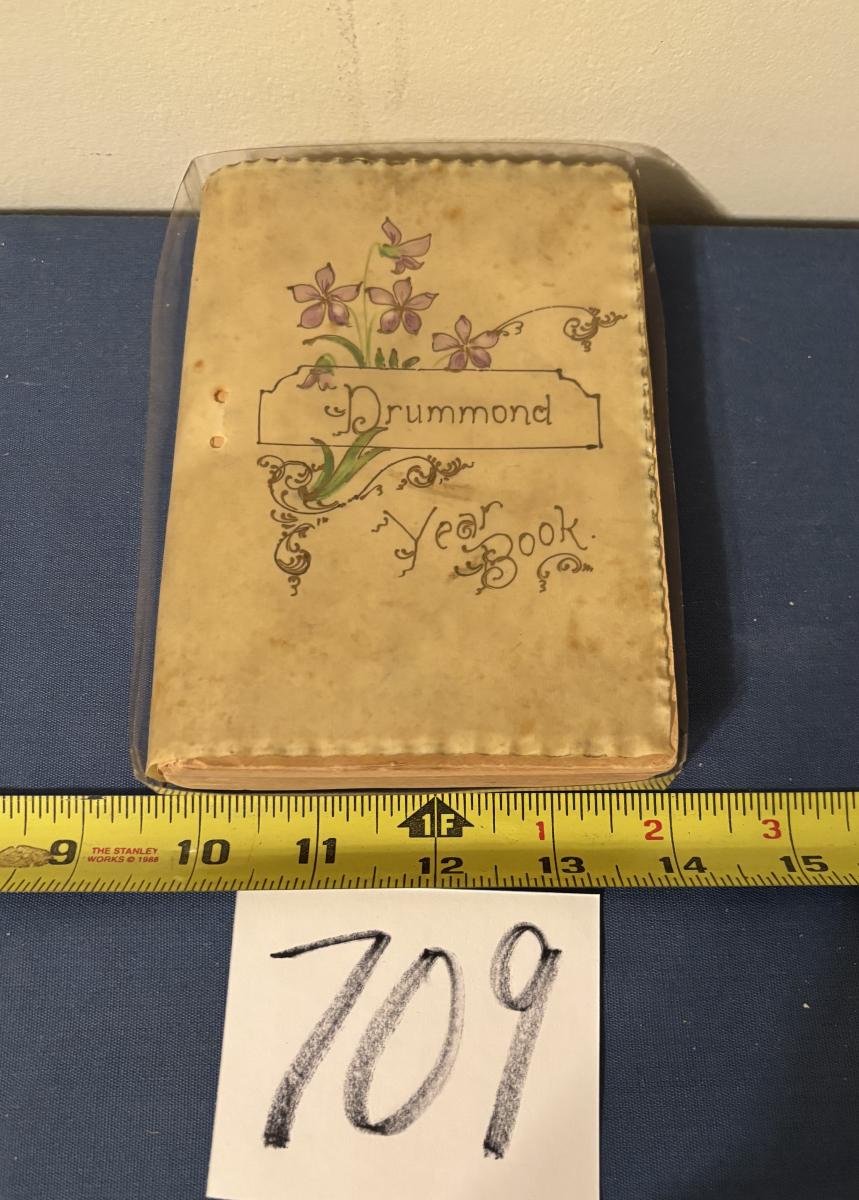 Drummond
Year
Book.
1F
1 2 3
9 THE STANLEY 10 11 12 13 14 15
WORKS © 1988
709